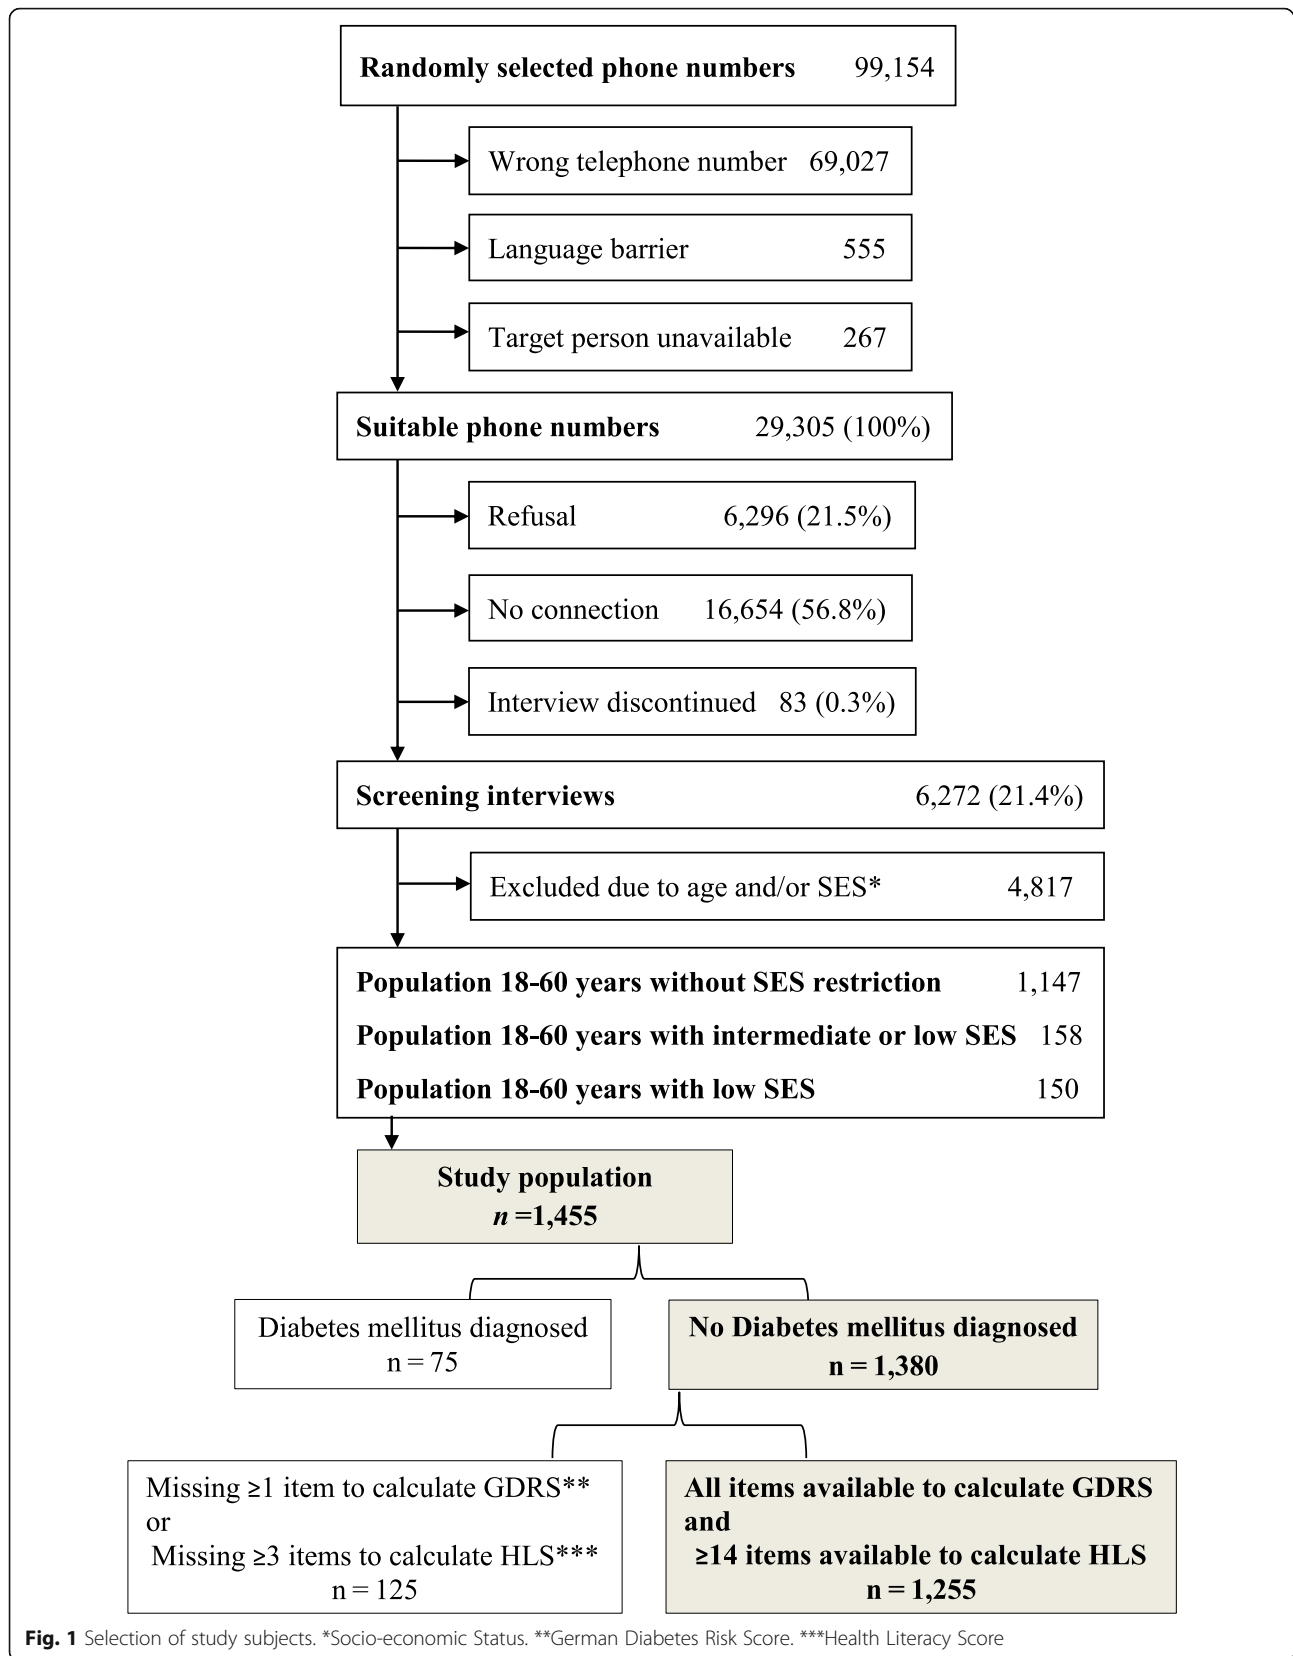 Randomly selected phone numbers 99,154
Wrong telephone number 69,027
Language barrier 555
Target person unavailable 267
Suitable phone numbers 29,305 (100%)
Refusal 6,296 (21.5%)
No connection 16,654 (56.8%)
Interview discontinued 83 (0.3%)
Screening interviews 6,272 (21.4%)
Excluded due to age and/or SES* 4,817
Population 18-60 years without SES restriction 1,147
Population 18-60 years with intermediate or low SES 158
Population 18-60 years with low SES 150
Study population
n =1,455
Diabetes mellitus diagnosed
n = 75
No Diabetes mellitus diagnosed
n = 1,380
Missing ≥1 item to calculate GDRS**
or
Missing ≥3 items to calculate HLS***
n = 125
All items available to calculate GDRS
and
≥14 items available to calculate HLS
n = 1,255
Fig. 1 Selection of study subjects. *Socio-economic Status. **German Diabetes Risk Score. ***Health Literacy Score